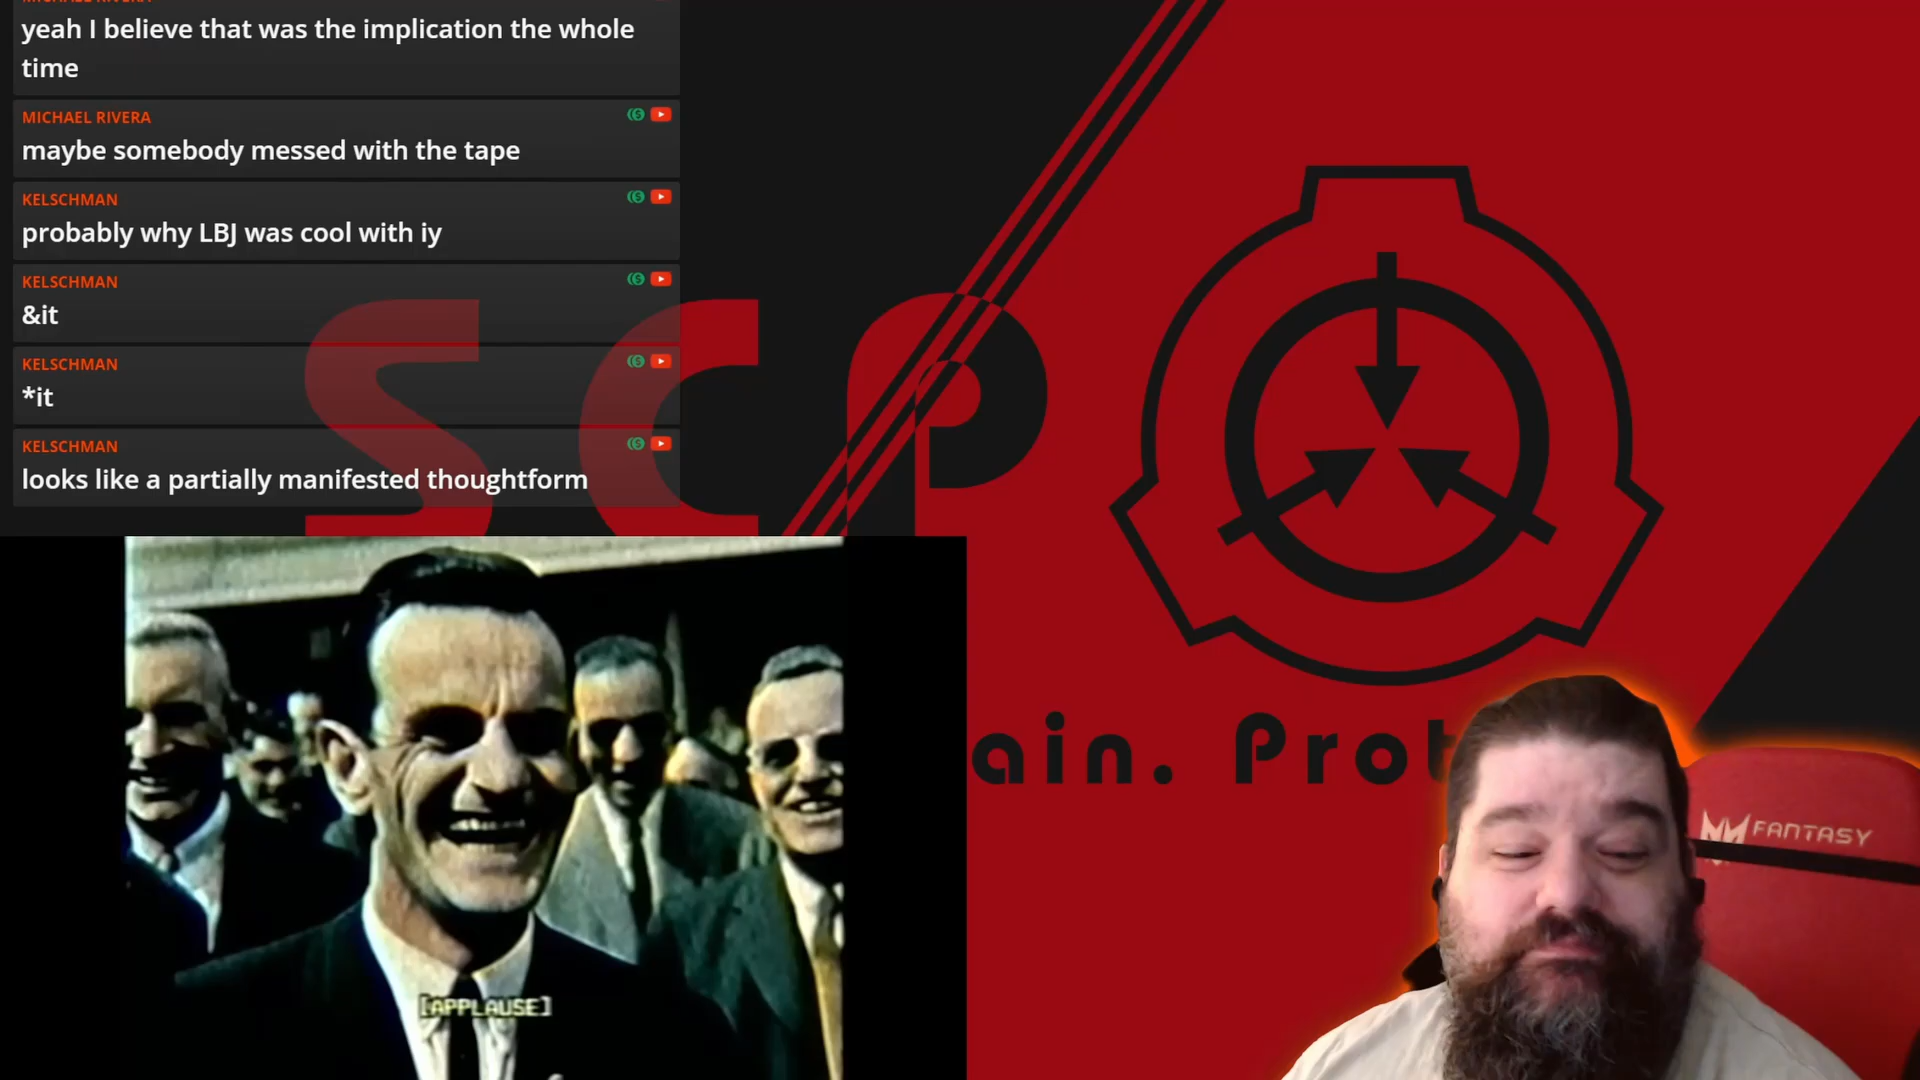 yeah I believe that was the implication the whole
time
MICHAEL RIVERA
maybe somebody messed with the tape
KELSCHMAN
probably why LBJ was cool with iy
KELSCHMAN
&it
KELSCHMAN
*it
KELSCHMAN
looks like a partially manifested thoughtform
SCP
ain. Prot
FANTASY
[APPLAUSE]